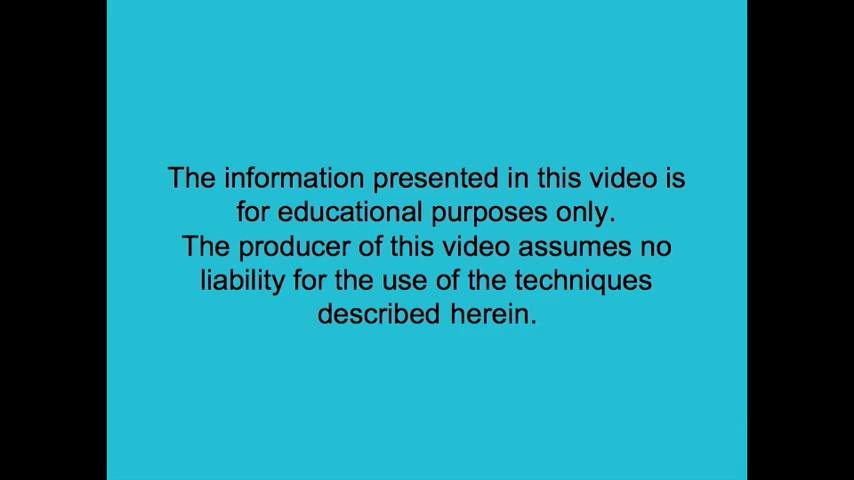 The information presented in this video is
for educational purposes only.
The producer of this video assumes no
liability for the use of the techniques
described herein.